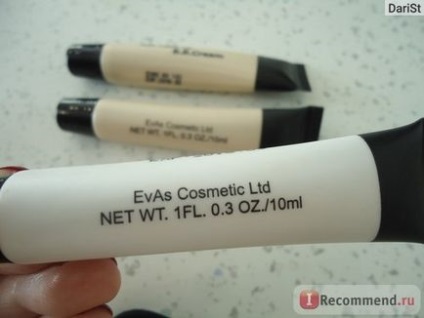 DariSt
B.B.Cream
EvAs Cosmetic Ltd
NET WT. 1FL. 0.3 OZ./10ml
EvAs Cosmetic Ltd
NET WT. 1FL. 0.3 OZ./10ml
I Recommend.ru